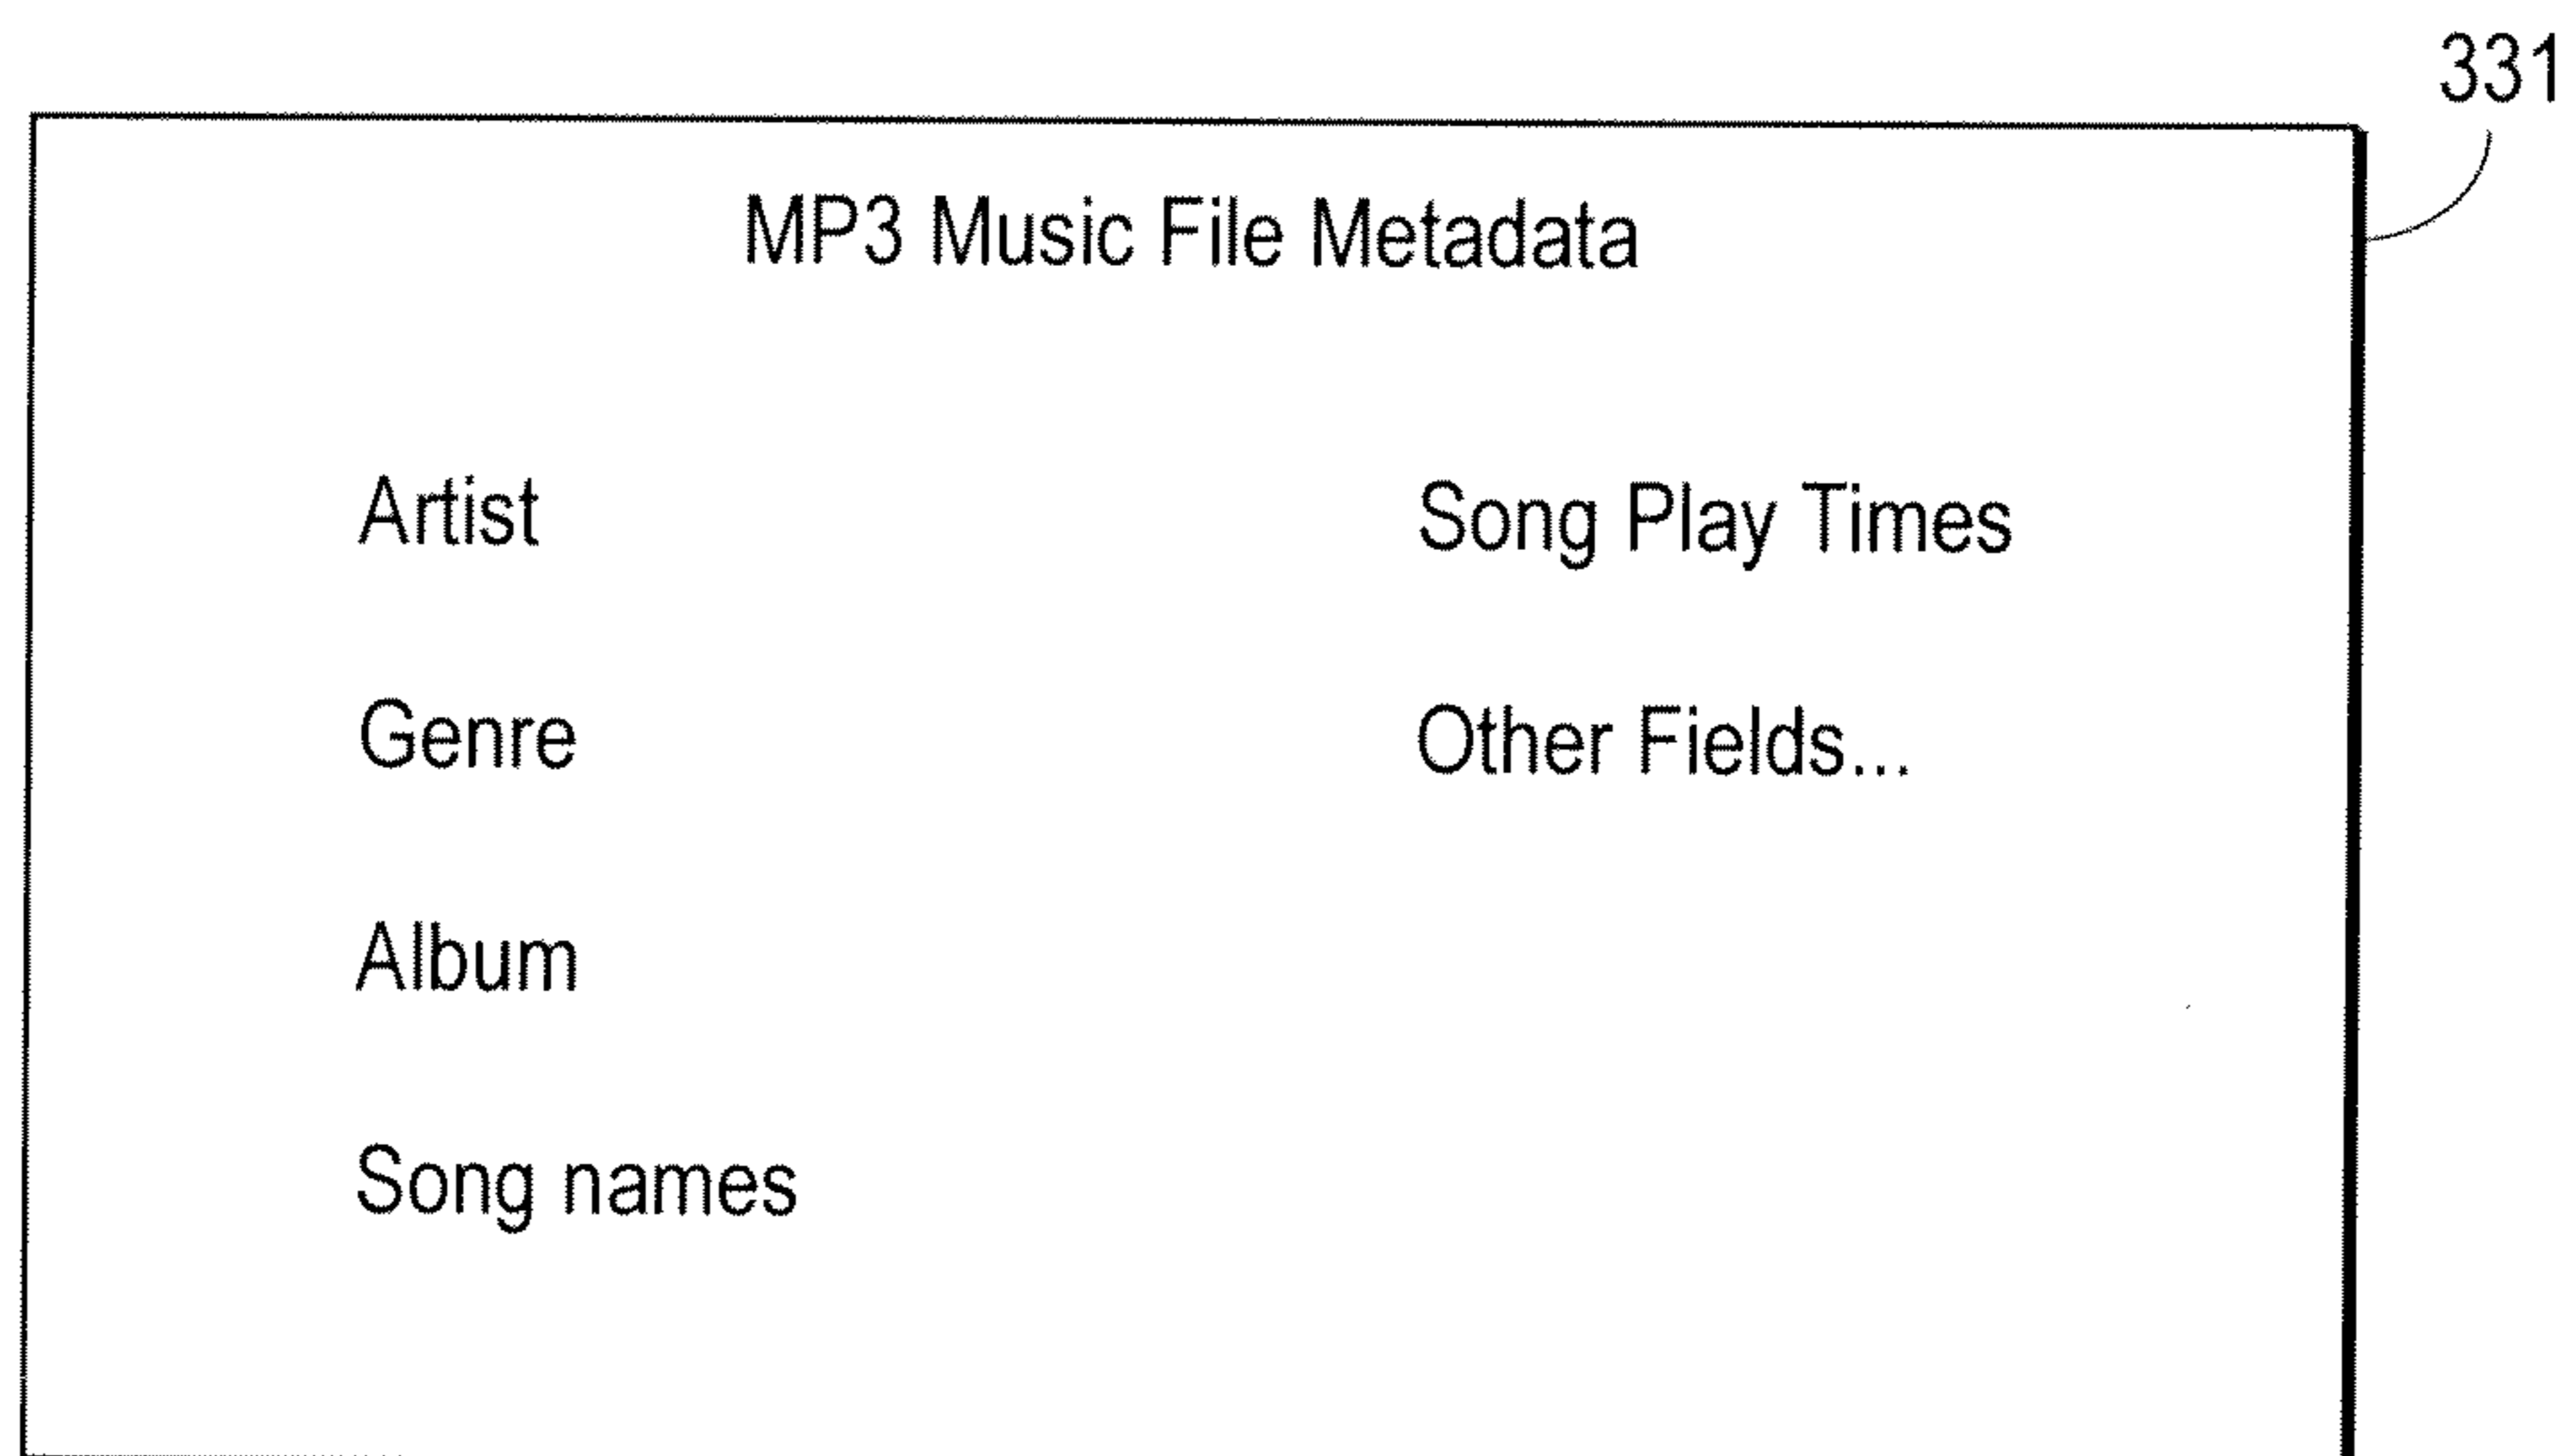 331
MP3 Music File Metadata
Artist
Genre
Album
Song names
Song Play Times
Other Fields...